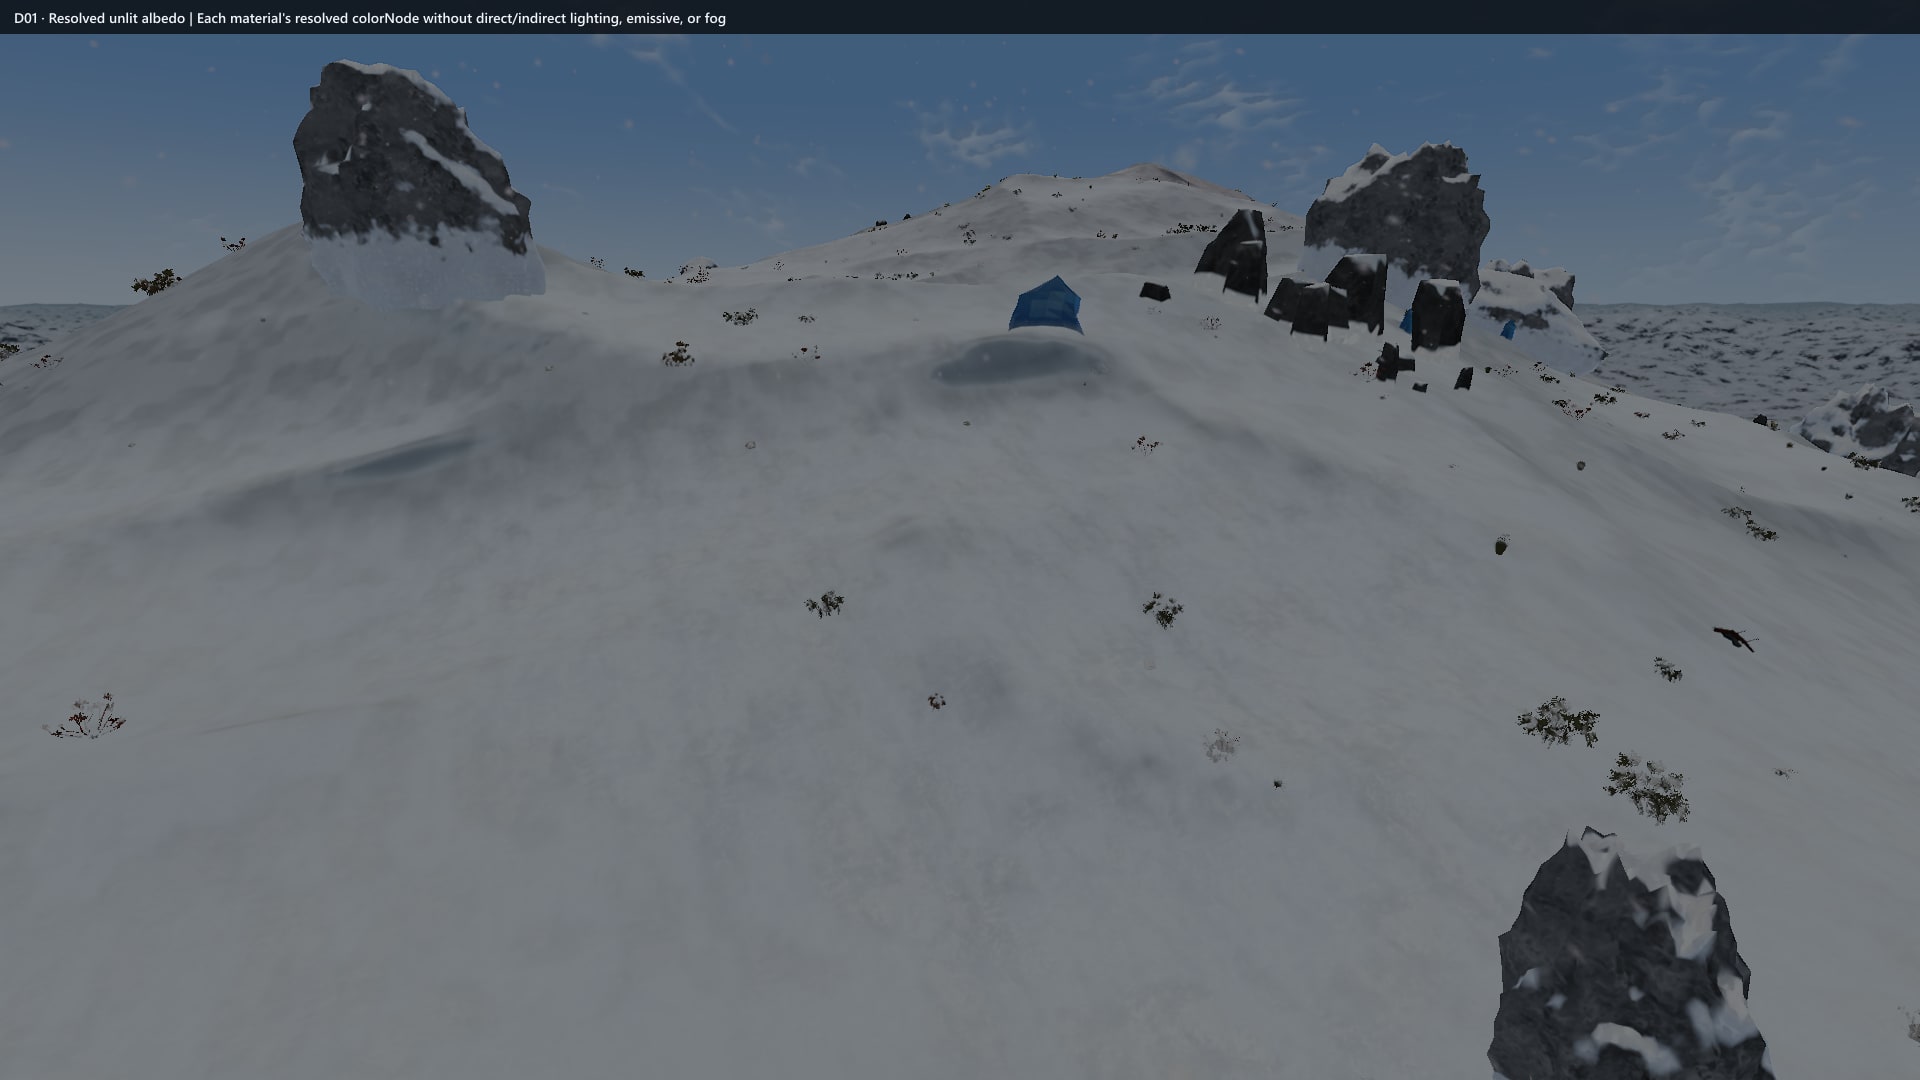 D01 · Resolved unlit albedo | Each material's resolved colorNode without direct/indirect lighting, emissive, or fog